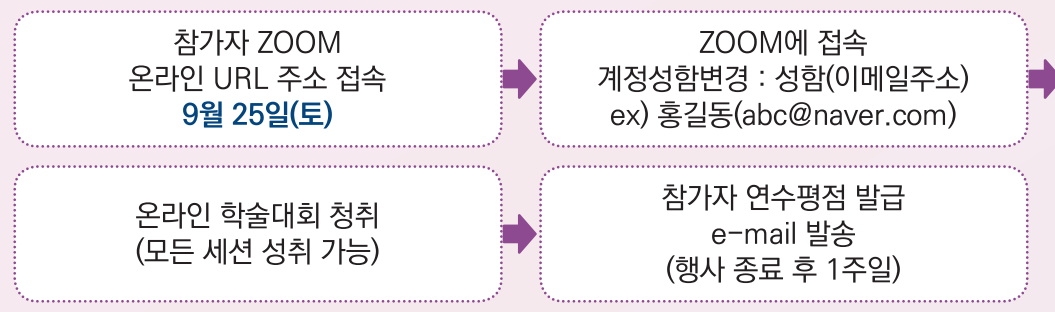 참가자 ZOOM
온라인 URL 주소 접속
9월 25일(토)
ZOOM에 접속
계정성함변경 : 성함(이메일주소)
ex) 홍길동(abc@naver.com)
온라인 학술대회 청취
(모든 세션 성취 가능)
참가자 연수평점 발급
e-mail 발송
(행사 종료 후 1주일)